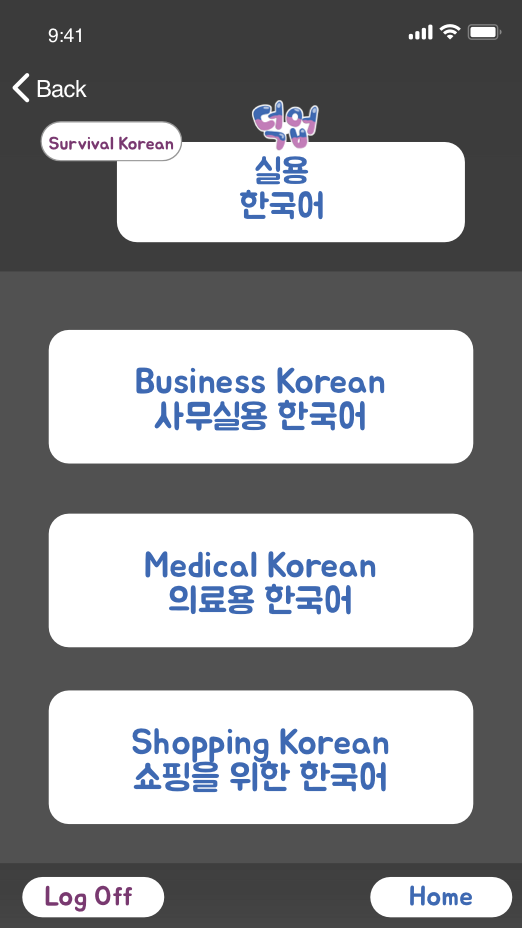 9:41
Back
덕업
Survival Korean
실용
한국어
Business Korean
사무실용 한국어
Medical Korean
의료용 한국어
Shopping Korean
쇼핑을 위한 한국어
Log Off
Home